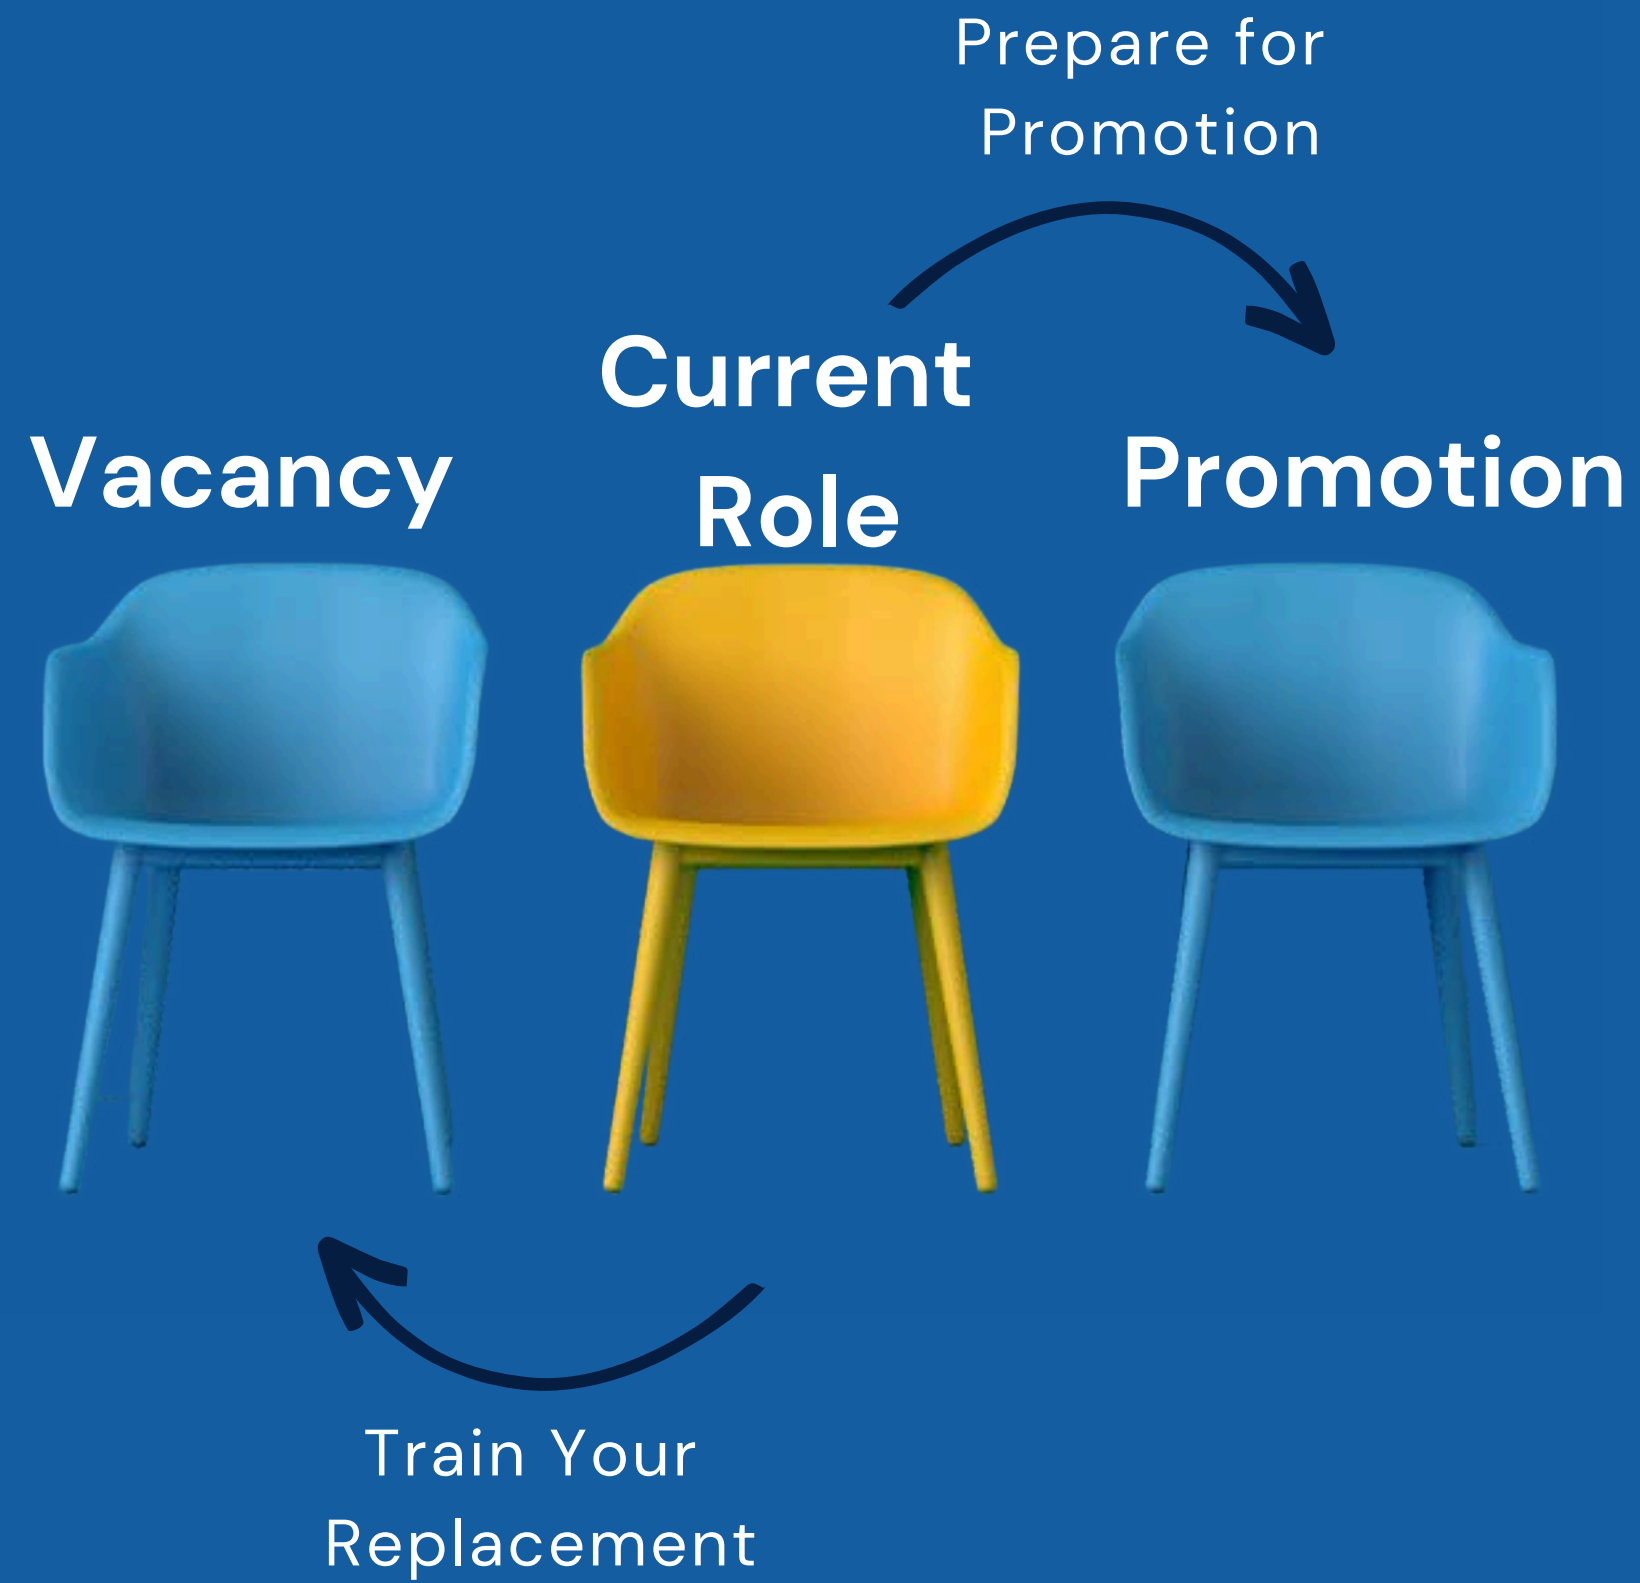 Prepare for
Promotion
Current
Role
Vacancy
Promotion
Train Your
Replacement